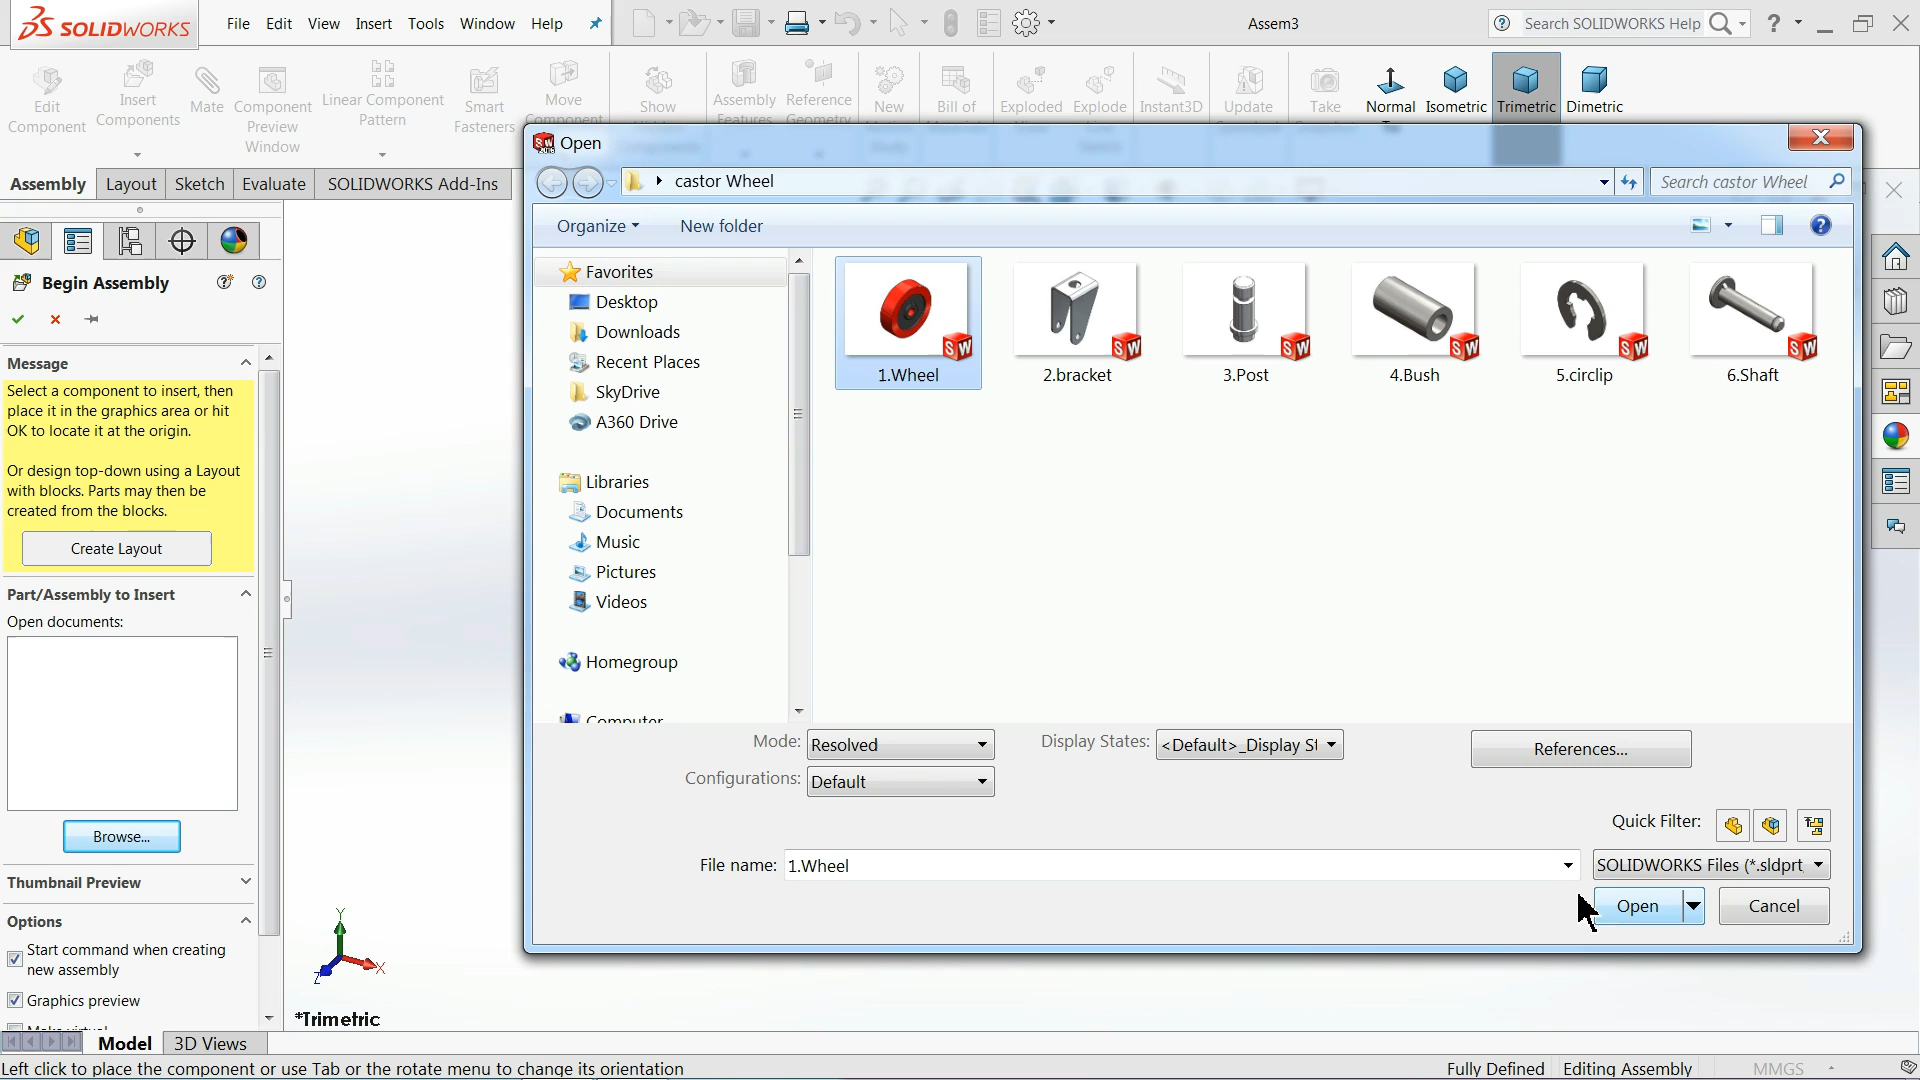 SOLIDWORKS
File Edit View Insert Tools Window Help
Assem3
Search SOLIDWORKS Help
Edit Component
Insert Components
Mate
Component Preview Window
Linear Component Pattern
Smart Fasteners
Move Component
Show
Assembly Features
Reference Geometry
New
Bill of
Exploded
Explode
Instant3D
Update
Take
Normal
Isometric
Trimetric
Dimetric
Assembly Layout Sketch Evaluate SOLIDWORKS Add-Ins
Begin Assembly
Message
Select a component to insert, then
place it in the graphics area or hit
OK to locate it at the origin.
Or design top-down using a Layout
with blocks. Parts may then be
created from the blocks.
Create Layout
Part/Assembly to Insert
Open documents:
Browse...
Thumbnail Preview
Options
Start command when creating
new assembly
Graphics preview
Open
castor Wheel
Search castor Wheel
Organize New folder
Favorites
Desktop
Downloads
Recent Places
SkyDrive
A360 Drive
Libraries
Documents
Music
Pictures
Videos
Homegroup
Computer
1.Wheel 2.bracket 3.Post 4.Bush 5.circlip 6.Shaft
Mode: Resolved
Display States: <Default>_Display St
References...
Configurations: Default
Quick Filter:
File name: 1.Wheel
SOLIDWORKS Files (*.sldprt
Open Cancel
Y
X
Z
*Trimetric
Model 3D Views
Left click to place the component or use Tab or the rotate menu to change its orientation
Fully Defined Editing Assembly MMGS